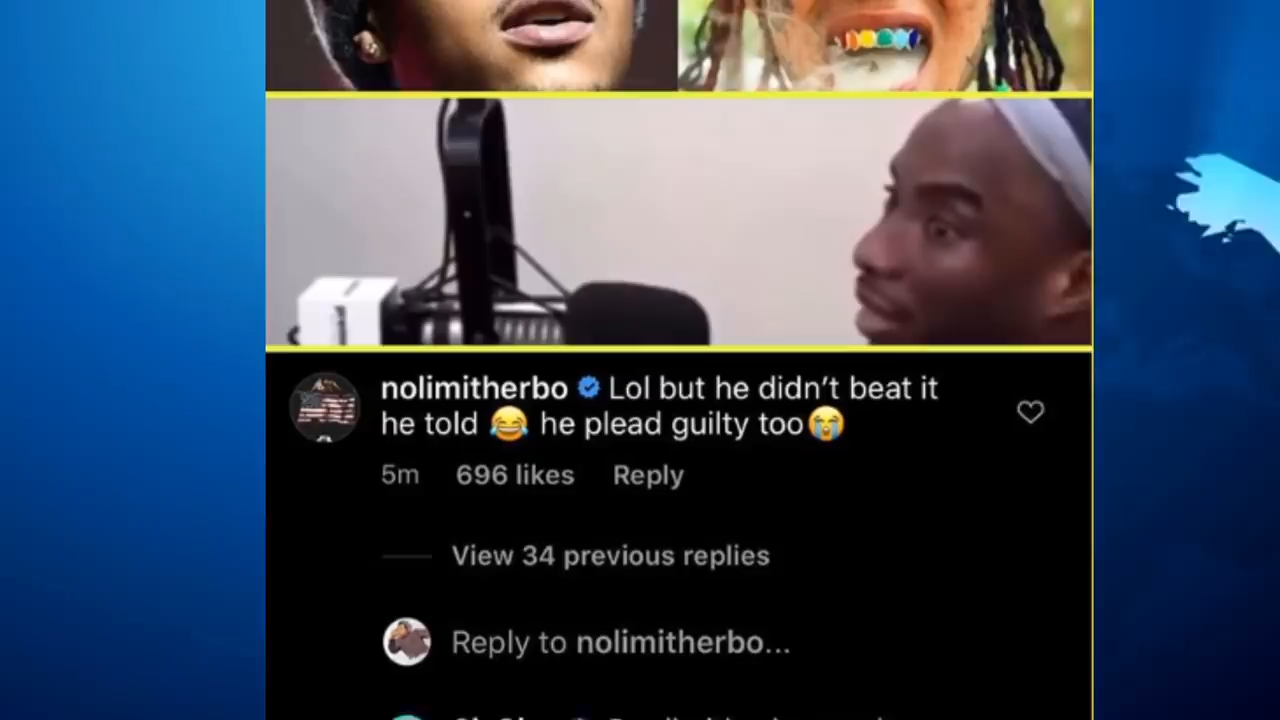 nolimitherbo Lol but he didn't beat it
he told 😂 he plead guilty too😭
5m 696 likes Reply
View 34 previous replies
Reply to nolimitherbo...